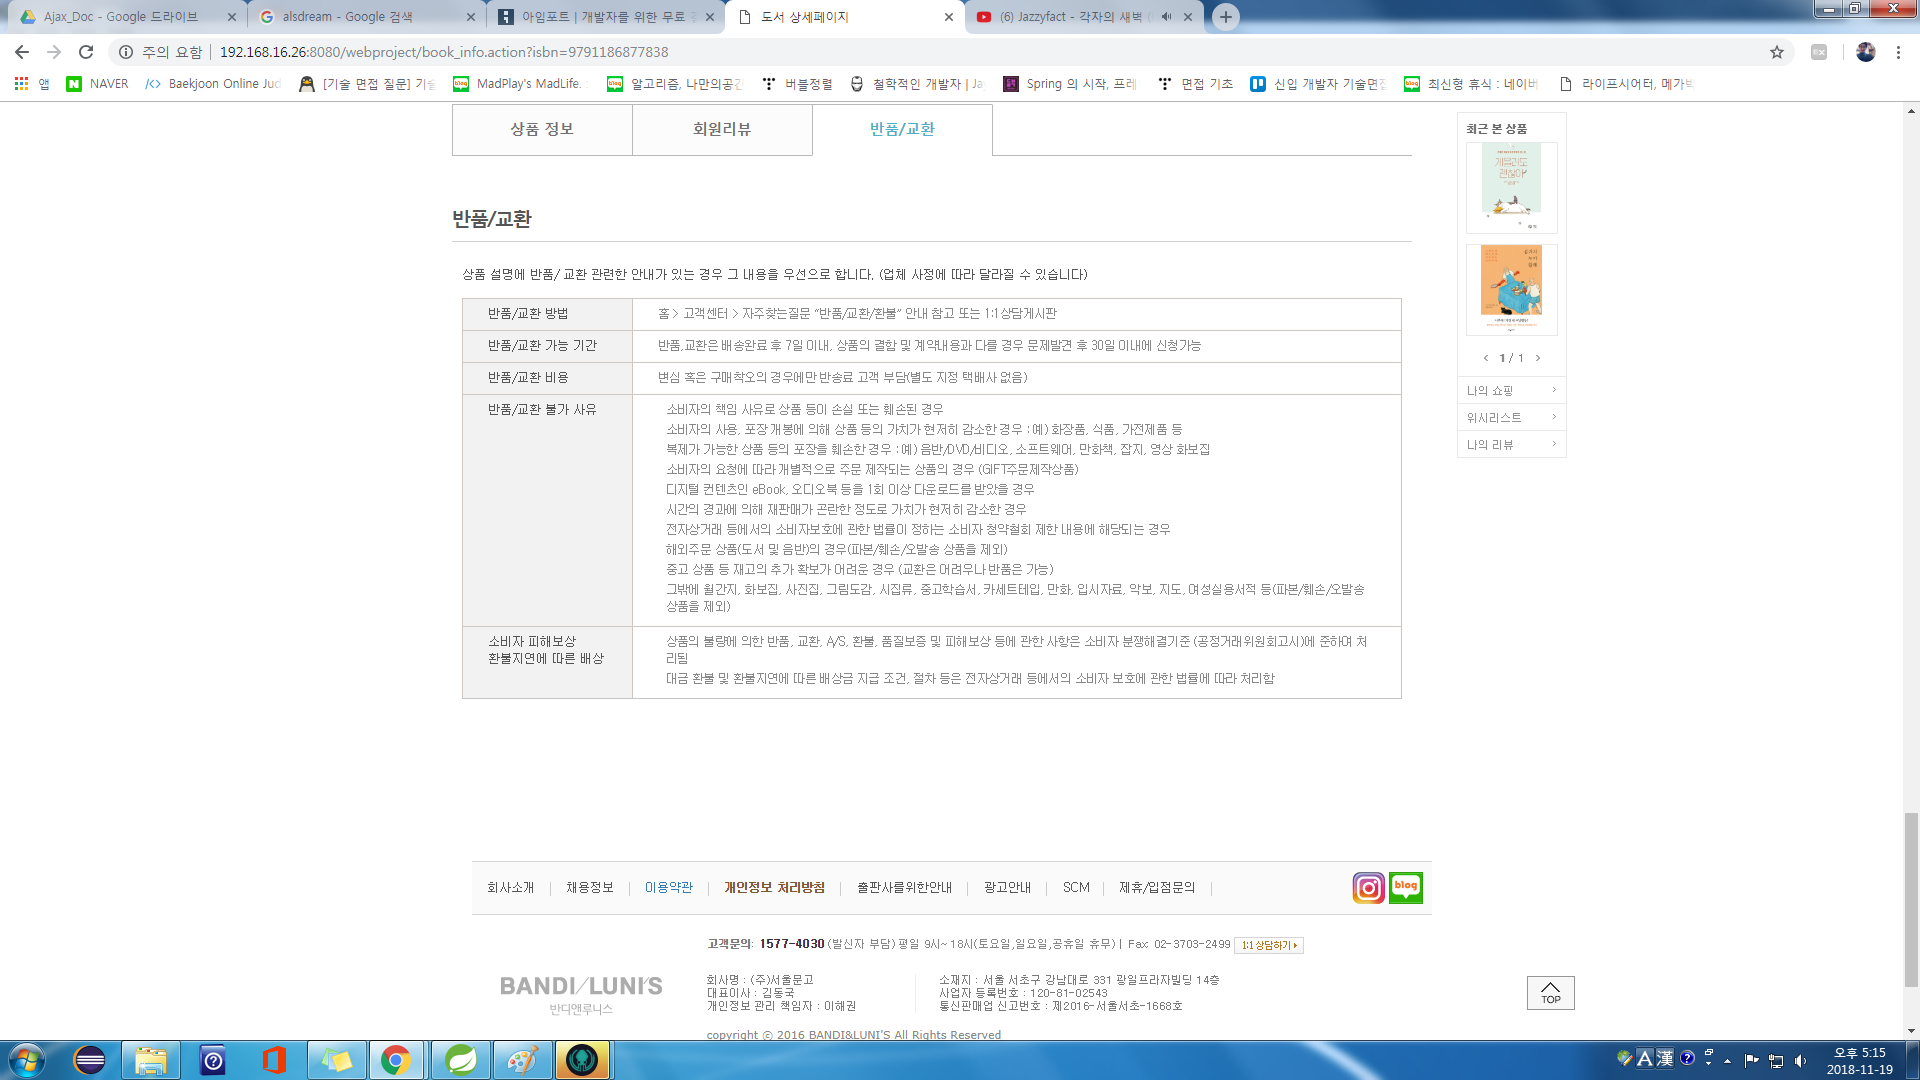 Ajax_Doc - Google 드라이브
alsdream - Google 검색
아임포트 | 개발자를 위한 무료
도서 상세페이지
(6) Jazzyfact - 각자의 새벽
주의 요함
192.168.16.26:8080/webproject/book_info.action?isbn=9791186877838
앱
NAVER
Baekjoon Online Jud
[기술 면접 질문] 기술
MadPlay's MadLife.
알고리즘, 나만의공간
버블정렬
철학적인 개발자 | Ja
Spring 의 시작, 프레
면접 기초
신입 개발자 기술면접
최신형 휴식 : 네이버
라이프시어터, 메가박
상품 정보
회원리뷰
반품/교환
반품/교환
상품 설명에 반품/ 교환 관련한 안내가 있는 경우 그 내용을 우선으로 합니다. (업체 사정에 따라 달라질 수 있습니다)
반품/교환 방법
홈 > 고객센터 > 자주찾는질문 “반품/교환/환불” 안내 참고 또는 1:1상담게시판
반품/교환 가능 기간
반품,교환은 배송완료 후 7일 이내, 상품의 결함 및 계약내용과 다를 경우 문제발견 후 30일 이내에 신청가능
반품/교환 비용
변심 혹은 구매착오의 경우에만 반송료 고객 부담(별도 지정 택배사 없음)
반품/교환 불가 사유
소비자의 책임 사유로 상품 등이 손실 또는 훼손된 경우
소비자의 사용, 포장 개봉에 의해 상품 등의 가치가 현저히 감소한 경우 : 예) 화장품, 식품, 가전제품 등
복제가 가능한 상품 등의 포장을 훼손한 경우 : 예) 음반/DVD/비디오, 소프트웨어, 만화책, 잡지, 영상 화보집
소비자의 요청에 따라 개별적으로 주문 제작되는 상품의 경우 (GIFT주문제작상품)
디지털 컨텐츠인 eBook, 오디오북 등을 1회 이상 다운로드를 받았을 경우
시간의 경과에 의해 재판매가 곤란한 정도로 가치가 현저히 감소한 경우
전자상거래 등에서의 소비자보호에 관한 법률이 정하는 소비자 청약철회 제한 내용에 해당되는 경우
해외주문 상품(도서 및 음반)의 경우(파본/훼손/오발송 상품을 제외)
중고 상품 등 재고의 추가 확보가 어려운 경우 (교환은 어려우나 반품은 가능)
그밖에 월간지, 화보집, 사진집, 그림도감, 시집류, 중고학습서, 카세트테입, 만화, 입시자료, 악보, 지도, 여성실용서적 등(파본/훼손/오발송
상품을 제외)
소비자 피해보상
환불지연에 따른 배상
상품의 불량에 의한 반품, 교환, A/S, 환불, 품질보증 및 피해보상 등에 관한 사항은 소비자 분쟁해결기준 (공정거래위원회고시)에 준하여 처
리됨
대금 환불 및 환불지연에 따른 배상금 지급 조건, 절차 등은 전자상거래 등에서의 소비자 보호에 관한 법률에 따라 처리함
최근 본 상품
게을러도
괜찮아
1 / 1
나의 쇼핑
위시리스트
나의 리뷰
회사소개
채용정보
이용약관
개인정보 처리방침
출판사를위한안내
광고안내
SCM
제휴/입점문의
blog
고객문의: 1577-4030 (발신자 부담) 평일 9시~18시(토요일,일요일,공휴일 휴무) | Fax: 02-3703-2499
1:1 상담하기
BANDI/LUNI'S
반디앤루니스
회사명 : (주)서울문고
대표이사 : 김동국
개인정보 관리 책임자 : 이해권
소재지 : 서울 서초구 강남대로 331 광일프라자빌딩 14층
사업자 등록번호 : 120-81-02543
통신판매업 신고번호 : 제2016-서울서초-1668호
copyright ⓒ 2016 BANDI&LUNI'S All Rights Reserved
TOP
A 漢
오후 5:15
2018-11-19